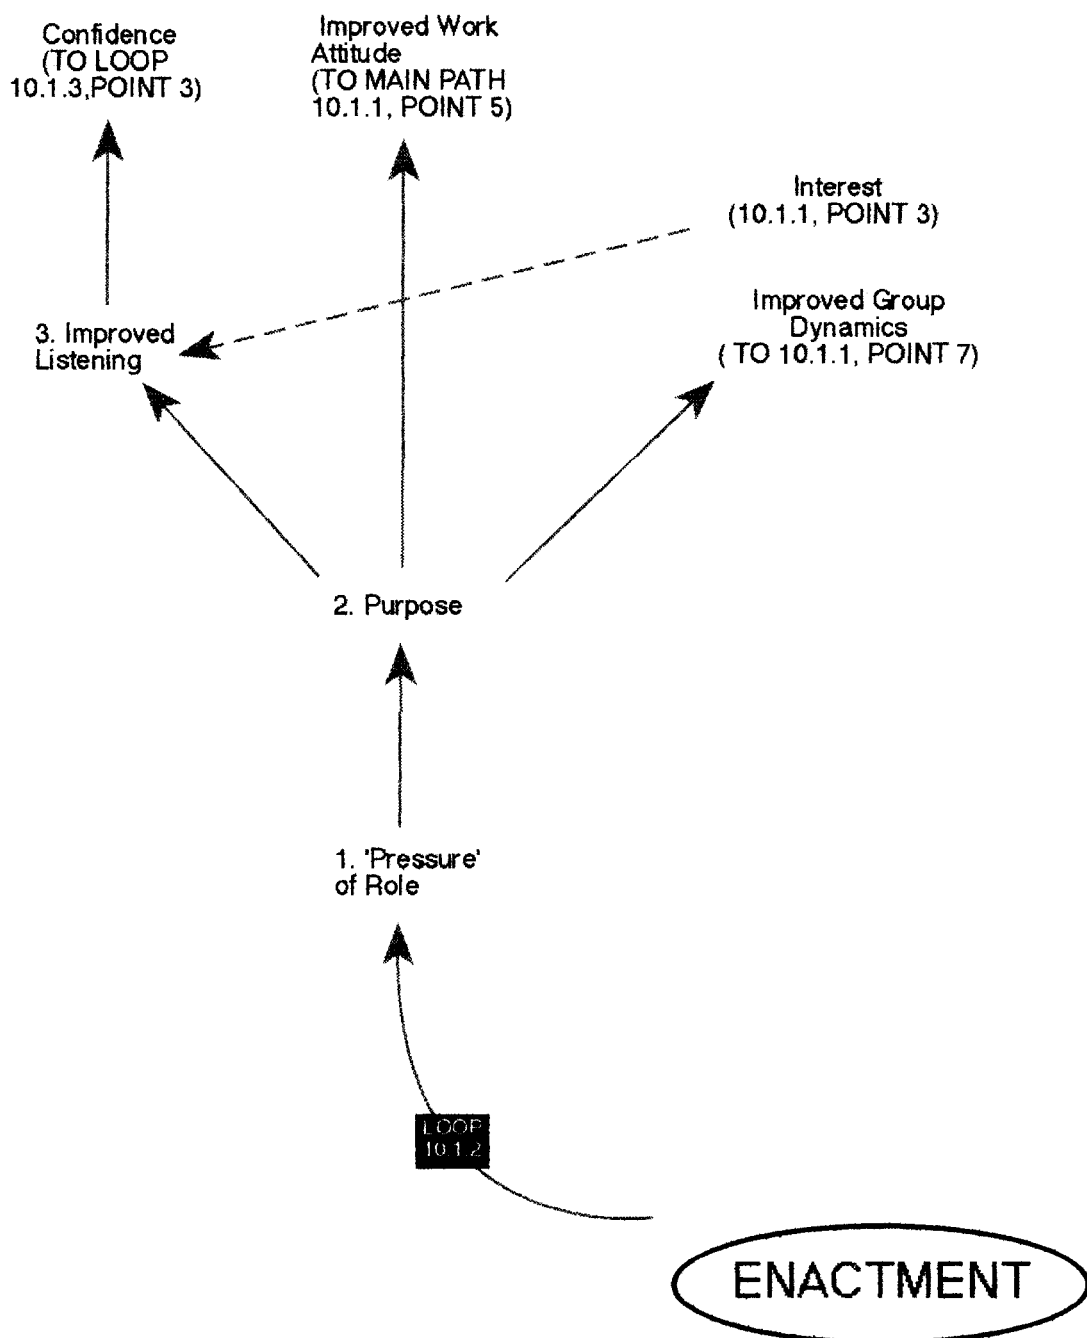 Confidence
(TO LOOP
10.1.3,POINT 3)
Improved Work
Attitude
(TO MAIN PATH
10.1.1, POINT 5)
Interest
(10.1.1, POINT 3)
Improved Group
Dynamics
( TO 10.1.1, POINT 7)
3. Improved
Listening
2. Purpose
1. 'Pressure'
of Role
LOOP
10.1.2
ENACTMENT